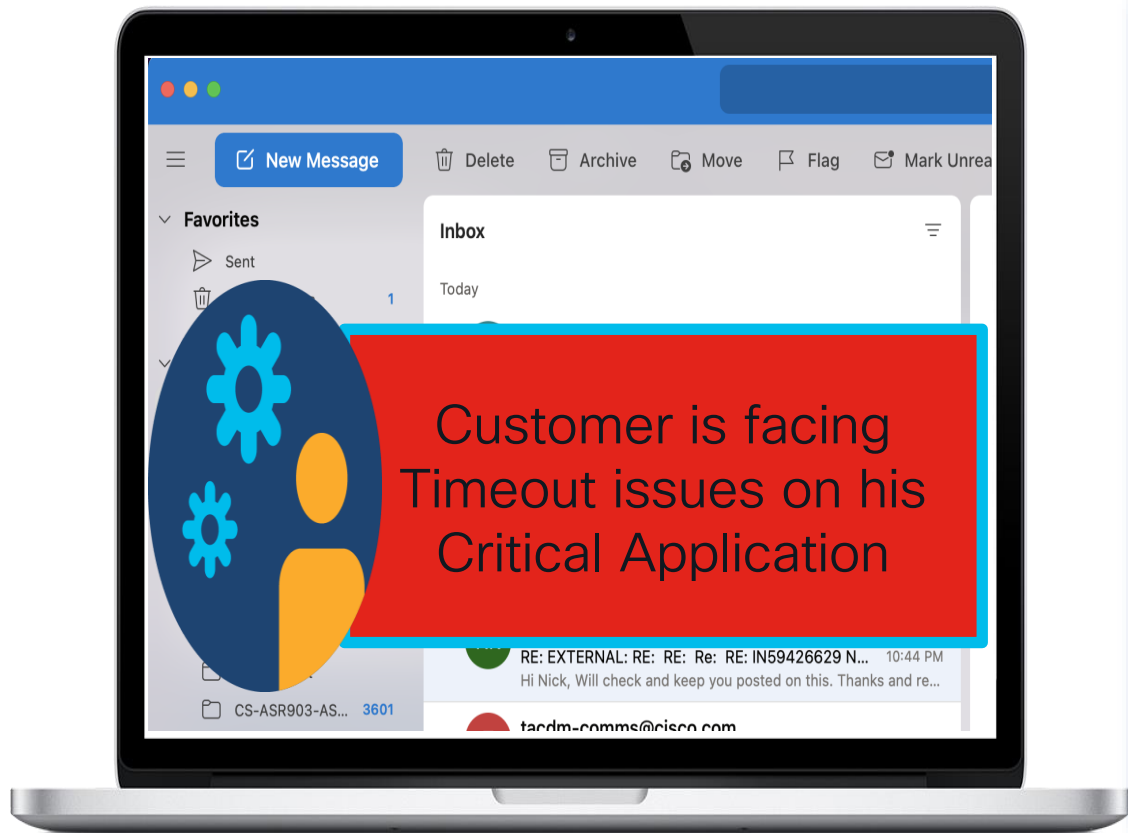 New Message
Delete
Archive
Move
Flag
Mark Unrea
Favorites
Sent
1
Inbox
Today
Customer is facing
Timeout issues on his
Critical Application
RE: EXTERNAL: RE: RE: Re: RE: IN59426629 N... 10:44 PM
Hi Nick, Will check and keep you posted on this. Thanks and re...
CS-ASR903-AS... 3601
tacdm-comms@cisco.com